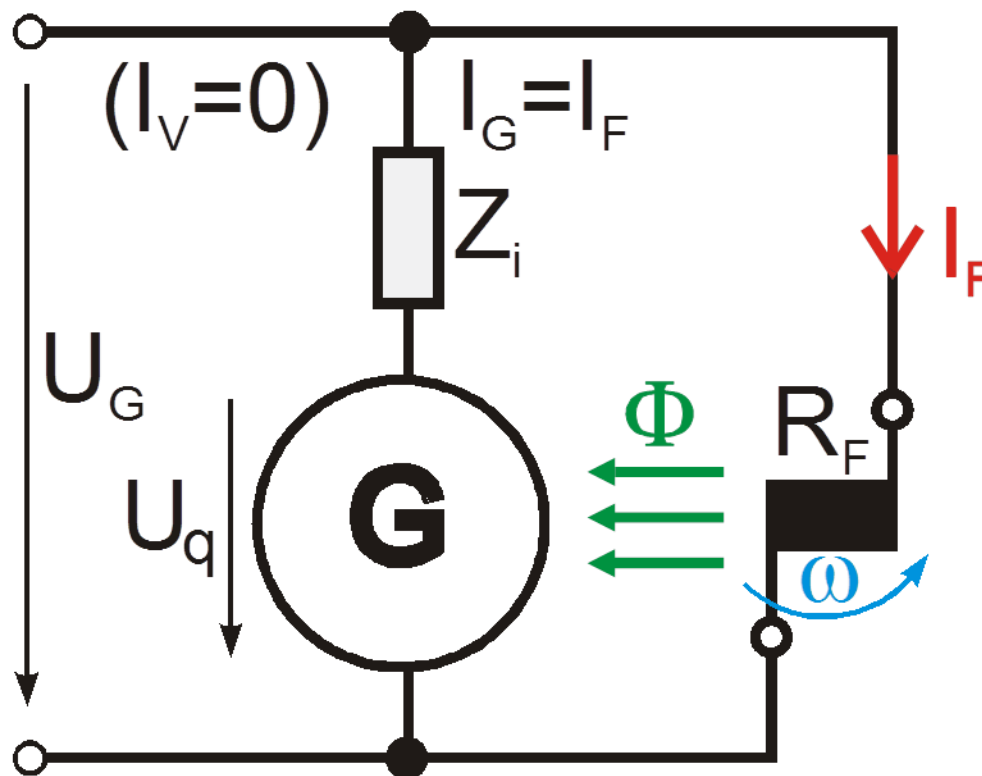 (I_V=0)
I_G=I_F
Z_i
I_F
U_G
Φ
R_F
U_q
G
ω